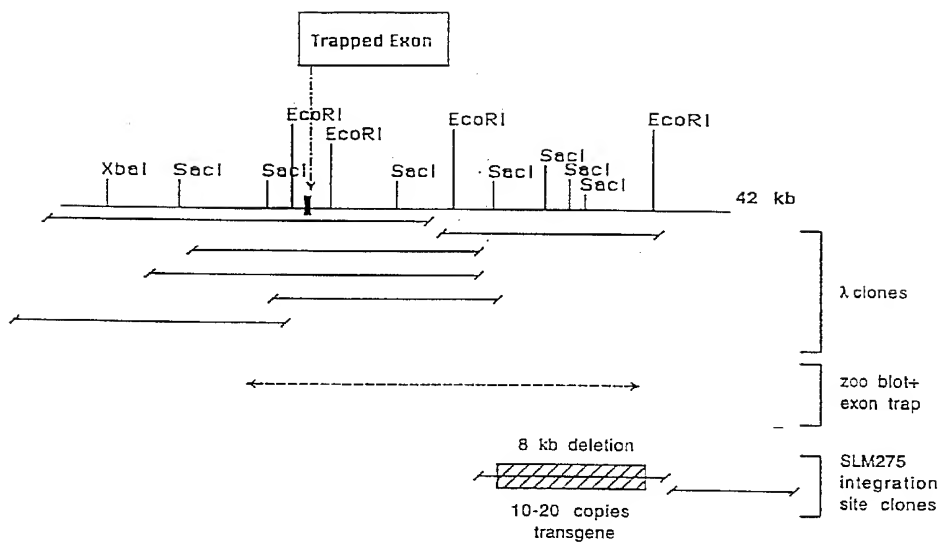 Trapped Exon
EcoRI
EcoRI
EcoRI
EcoRI
XbaI
SacI
SacI
SacI
SacI
SacI
SacI
SacI
42 kb
λ clones
zoo blot+
exon trap
8 kb deletion
10-20 copies
transgene
SLM275
integration
site clones